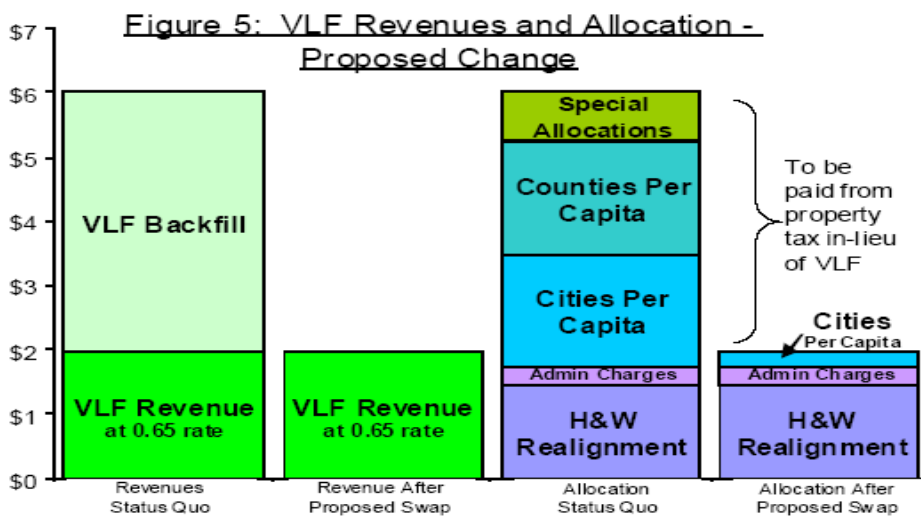 Figure 5:  VLF Revenues and Allocation -
Proposed Change
$7
$6
$5
$4
$3
$2
$1
$0
VLF Backfill
VLF Revenue
at 0.65 rate
VLF Revenue
at 0.65 rate
Special
Allocations
Counties Per
Capita
Cities Per
Capita
Admin Charges
H&W
Realignment
To be
paid from
property
tax in-lieu
of VLF
Cities
Per Capita
Admin Charges
H&W
Realignment
Revenues
Status Quo
Revenue After
Proposed Swap
Allocation
Status Quo
Allocation After
Proposed Swap